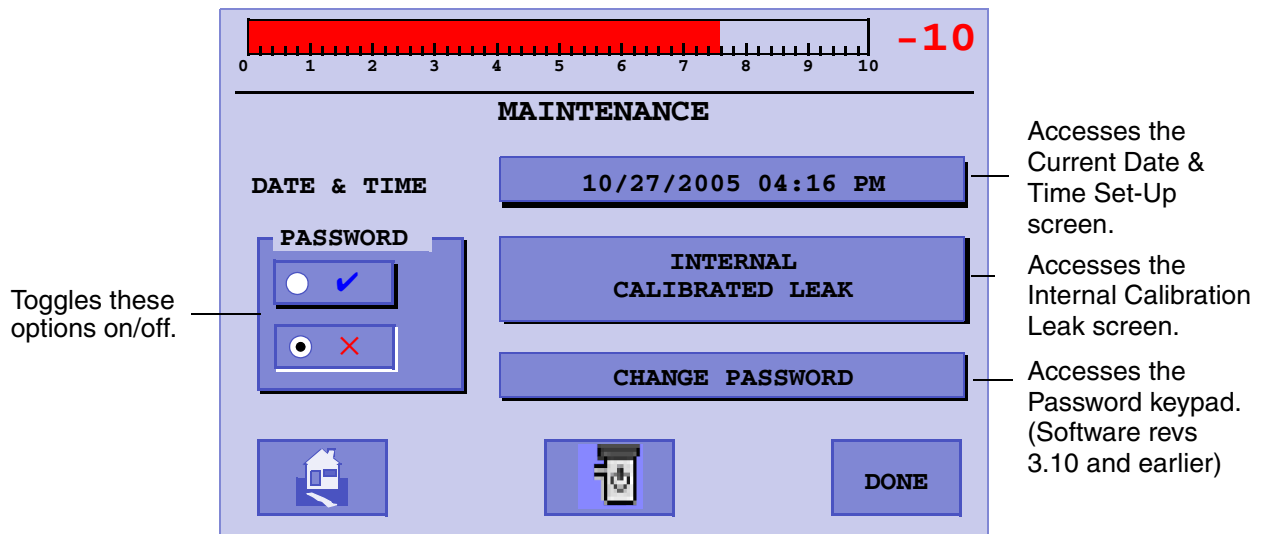 -10
0 1 2 3 4 5 6 7 8 9 10
MAINTENANCE
DATE & TIME
10/27/2005 04:16 PM
Accesses the
Current Date &
Time Set-Up
screen.
PASSWORD
✔
✕
Toggles these
options on/off.
INTERNAL
CALIBRATED LEAK
Accesses the
Internal Calibration
Leak screen.
CHANGE PASSWORD
Accesses the
Password keypad.
(Software revs
3.10 and earlier)
DONE